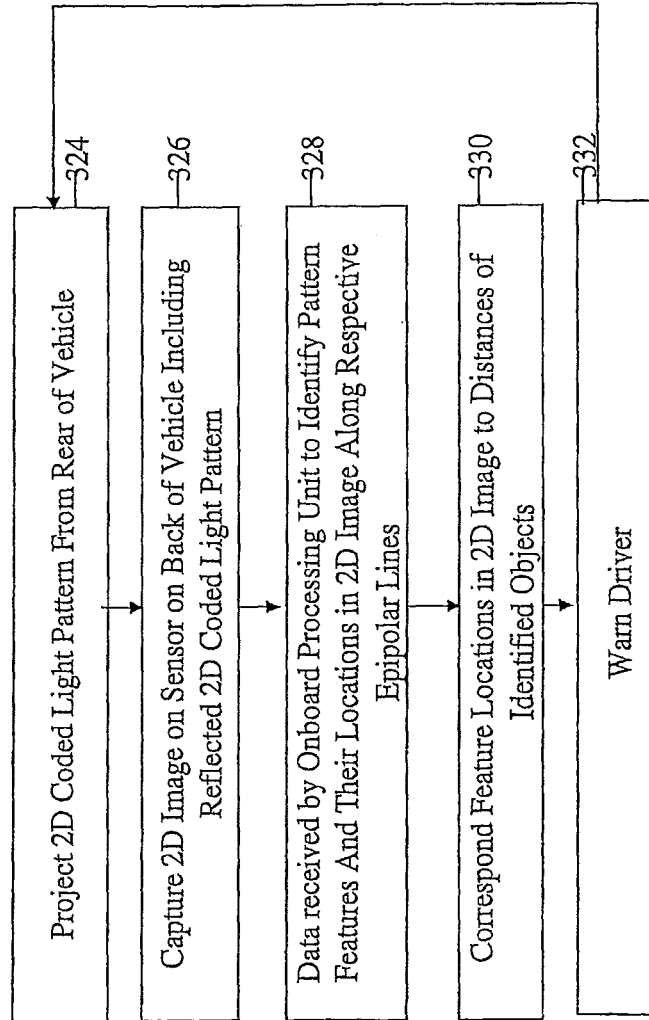 Project 2D Coded Light Pattern From Rear of Vehicle
324
Capture 2D Image on Sensor on Back of Vehicle Including
Reflected 2D Coded Light Pattern
326
Data received by Onboard Processing Unit to Identify Pattern
Features And Their Locations in 2D Image Along Respective
Epipolar Lines
328
Correspond Feature Locations in 2D Image to Distances of
Identified Objects
330
Warn Driver
332